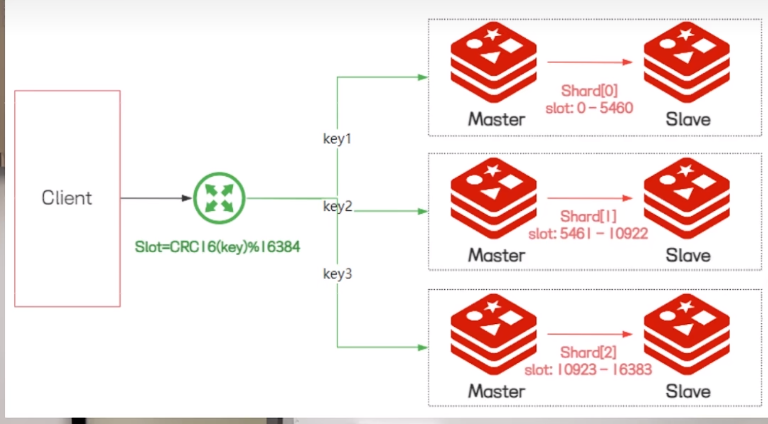 Client
Slot=CRC16(key)%16384
key1
key2
key3
Shard[0]
slot: 0 - 5460
Master
Slave
Shard[1]
slot: 5461 - 10922
Master
Slave
Shard[2]
slot: 10923 - 16383
Master
Slave